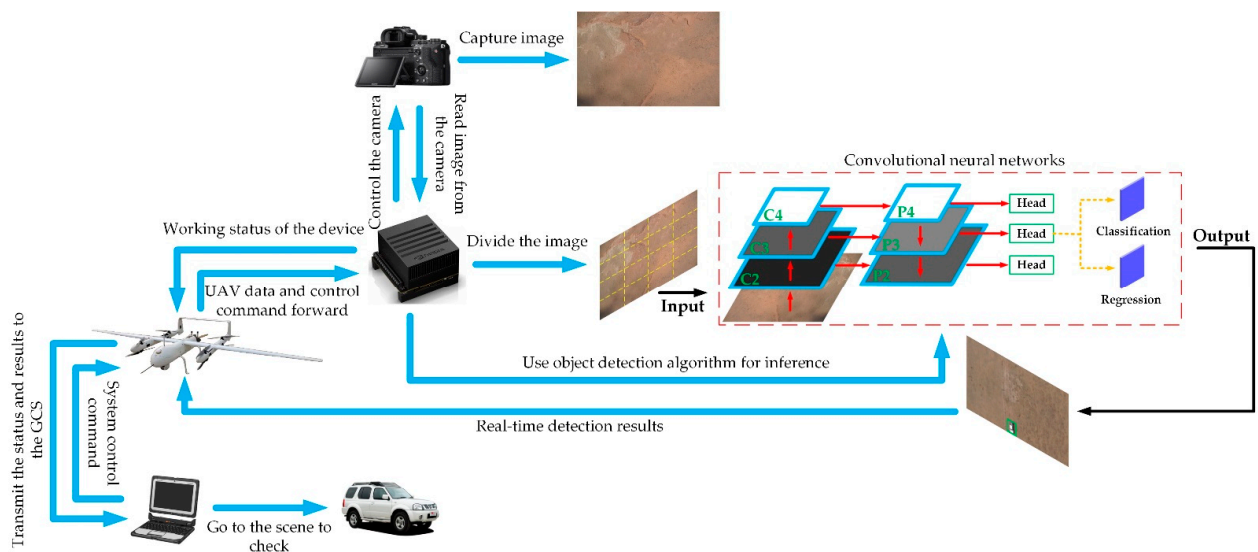 Capture image
Control the camera
Read image from
the camera
Convolutional neural networks
C4
C3
C2
P4
P3
P2
Head
Head
Head
Classification
Regression
Output
Working status of the device
Divide the image
UAV data and control
command forward
Input
Use object detection algorithm for inference
Real-time detection results
Transmit the status and results to
the GCS
System control
command
Go to the scene to
check